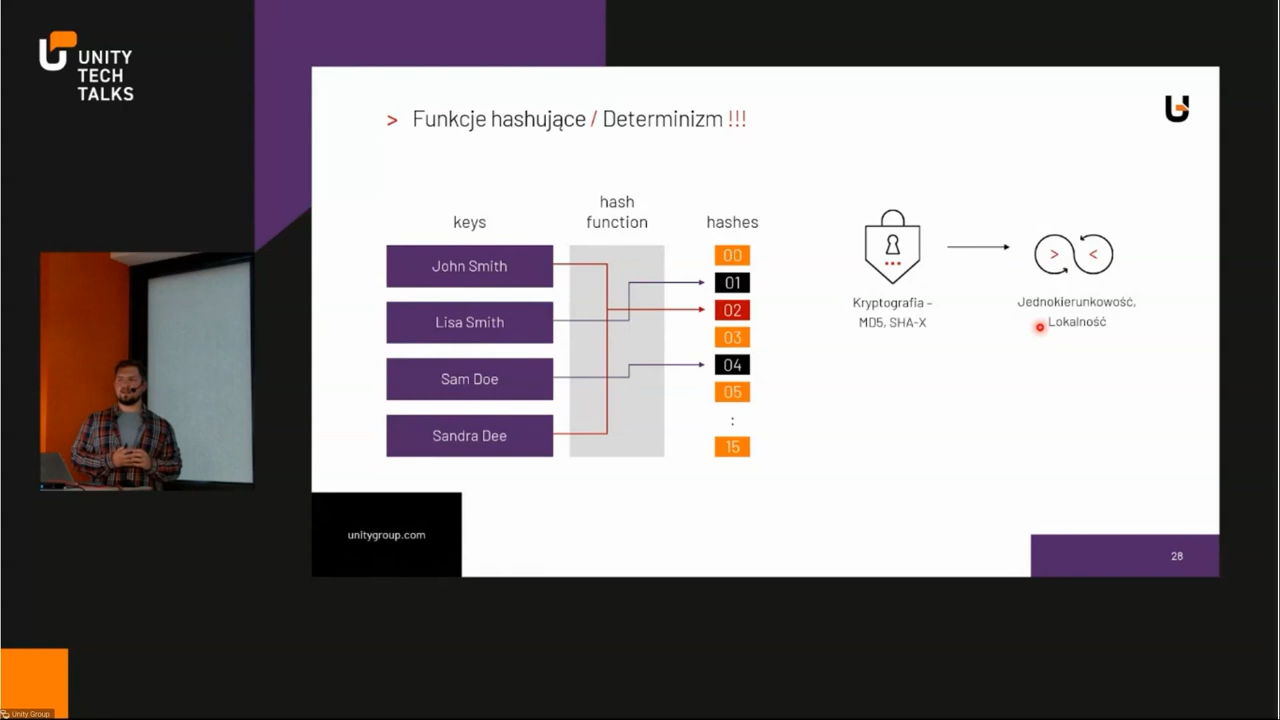 UNITY
TECH
TALKS
> Funkcje hashujące / Determinizm !!!
keys
hash
function
hashes
John Smith
Lisa Smith
Sam Doe
Sandra Dee
00
01
02
03
04
05
:
15
Kryptografia –
MD5, SHA-X
> <
Jednokierunkowość,
Lokalność
unitygroup.com
28
Unity Group